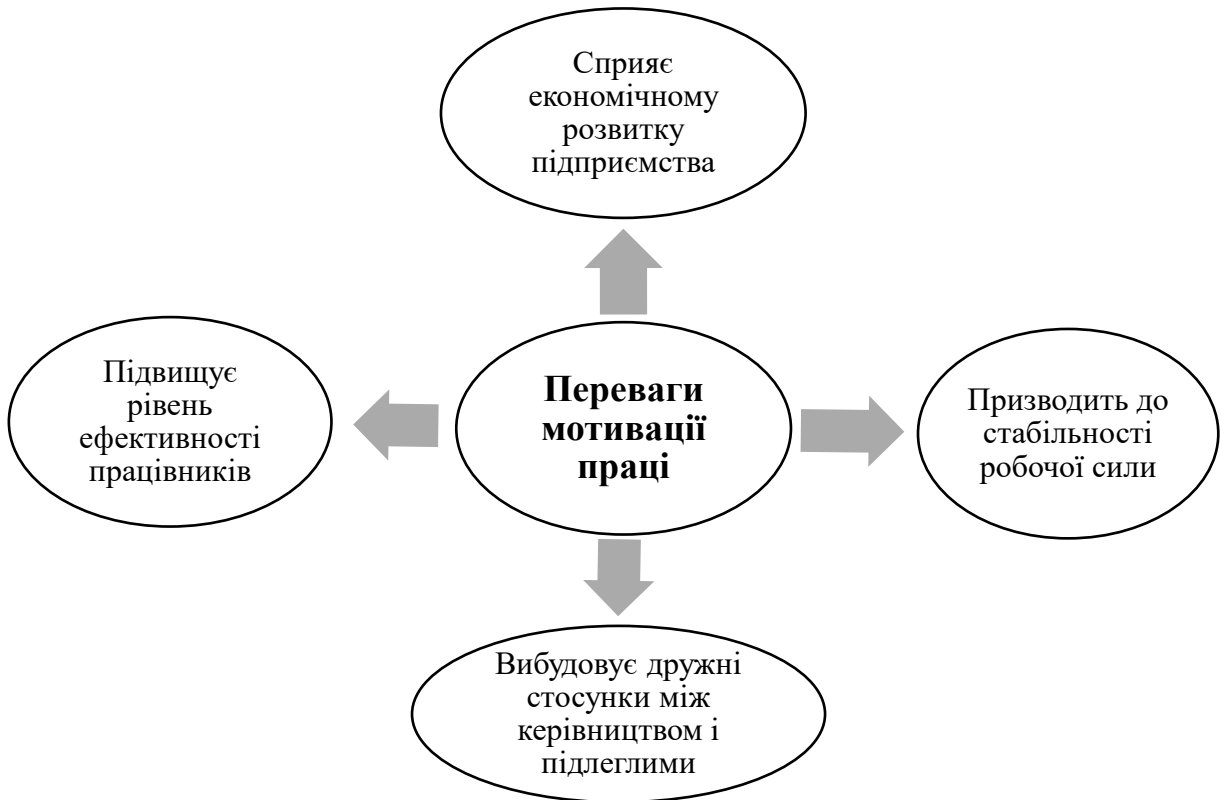 Сприяє
економічному
розвитку
підприємства
Підвищує
рівень
ефективності
працівників
Переваги
мотивації
праці
Призводить до
стабільності
робочої сили
Вибудовує дружні
стосунки між
керівництвом і
підлеглими